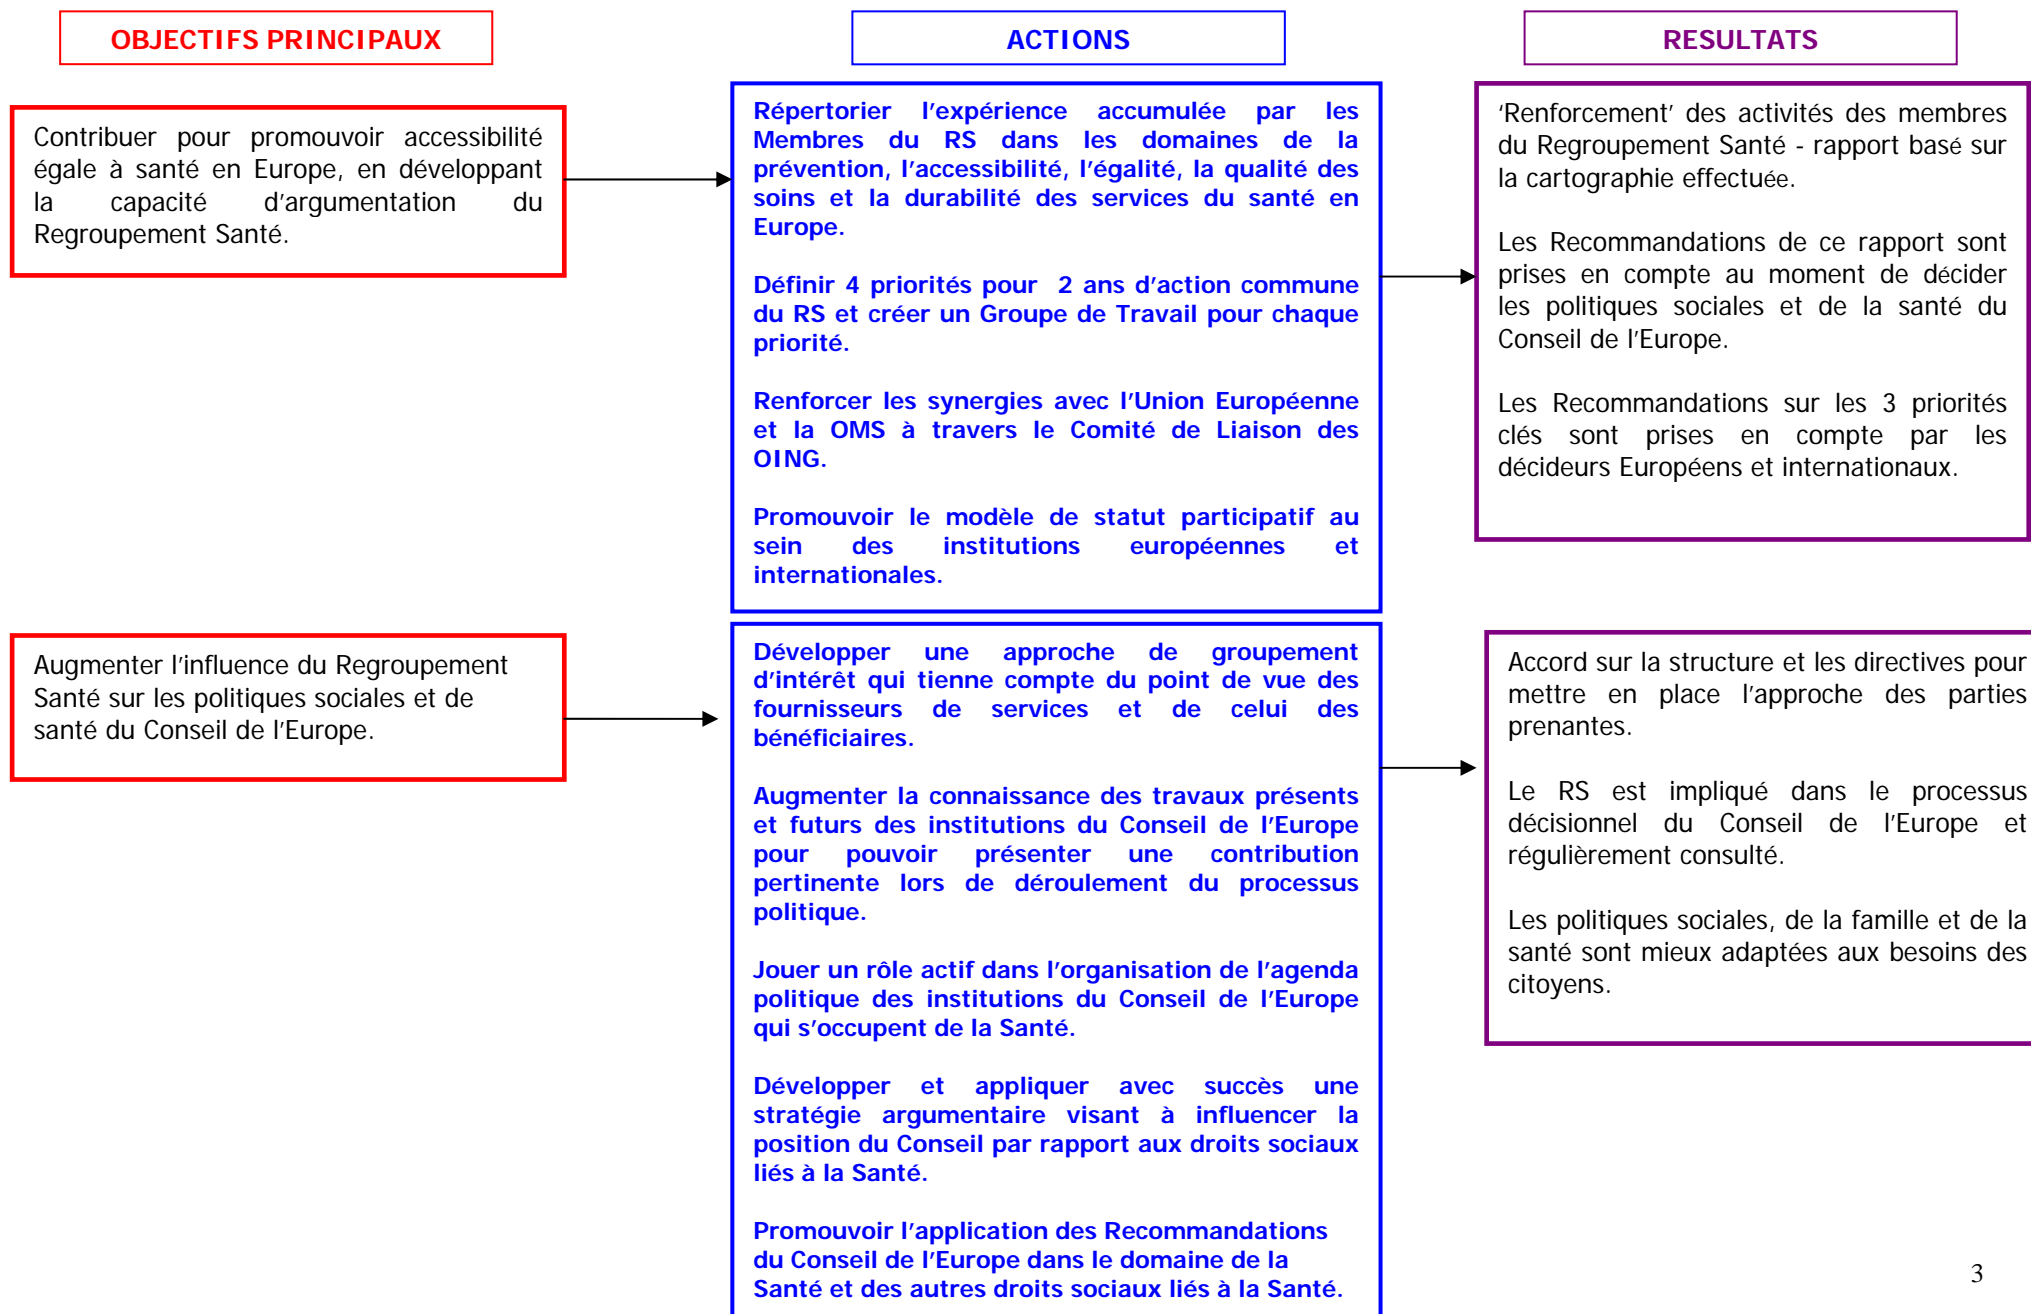 OBJECTIFS PRINCIPAUX
ACTIONS
RESULTATS
Contribuer pour promouvoir accessibilité
égale à santé en Europe, en développant
la capacité d'argumentation du
Regroupement Santé.
Répertorier l’expérience accumulée par les
Membres du RS dans les domaines de la
prévention, l’accessibilité, l’égalité, la qualité des
soins et la durabilité des services du santé en
Europe.
Définir 4 priorités pour 2 ans d’action commune
du RS et créer un Groupe de Travail pour chaque
priorité.
Renforcer les synergies avec l’Union Européenne
et la OMS à travers le Comité de Liaison des
OING.
Promouvoir le modèle de statut participatif au
sein des institutions européennes et
internationales.
‘Renforcement’ des activités des membres
du Regroupement Santé - rapport basé sur
la cartographie effectuée.
Les Recommandations de ce rapport sont
prises en compte au moment de décider
les politiques sociales et de la santé du
Conseil de l’Europe.
Les Recommandations sur les 3 priorités
clés sont prises en compte par les
décideurs Européens et internationaux.
Augmenter l’influence du Regroupement
Santé sur les politiques sociales et de
santé du Conseil de l’Europe.
Développer une approche de groupement
d’intérêt qui tienne compte du point de vue des
fournisseurs de services et de celui des
bénéficiaires.
Augmenter la connaissance des travaux présents
et futurs des institutions du Conseil de l’Europe
pour pouvoir présenter une contribution
pertinente lors de déroulement du processus
politique.
Jouer un rôle actif dans l’organisation de l’agenda
politique des institutions du Conseil de l’Europe
qui s’occupent de la Santé.
Développer et appliquer avec succès une
stratégie argumentaire visant à influencer la
position du Conseil par rapport aux droits sociaux
liés à la Santé.
Promouvoir l’application des Recommandations
du Conseil de l’Europe dans le domaine de la
Santé et des autres droits sociaux liés à la Santé.
Accord sur la structure et les directives pour
mettre en place l’approche des parties
prenantes.
Le RS est impliqué dans le processus
décisionnel du Conseil de l’Europe et
régulièrement consulté.
Les politiques sociales, de la famille et de la
santé sont mieux adaptées aux besoins des
citoyens.
3